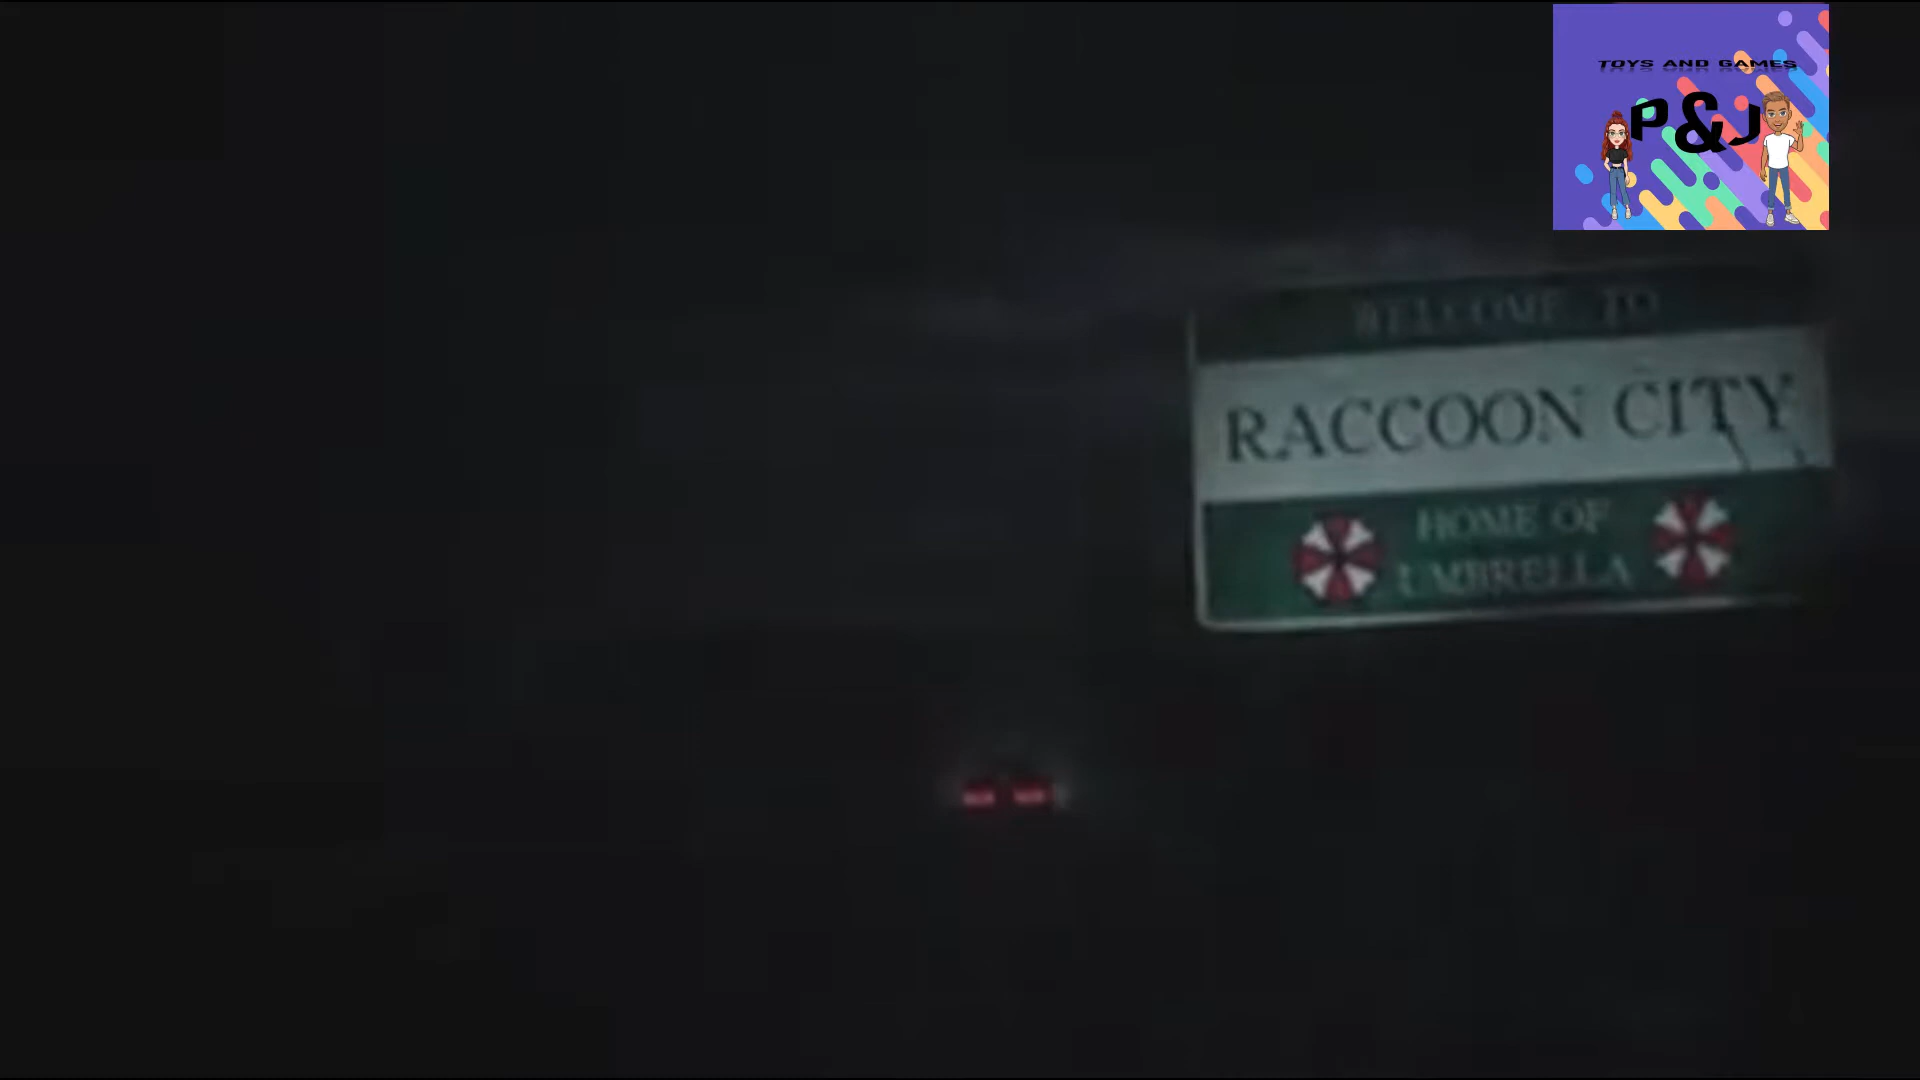 TOYS AND GAMES
P&J
WELCOME TO
RACCOON CITY
HOME OF
UMBRELLA